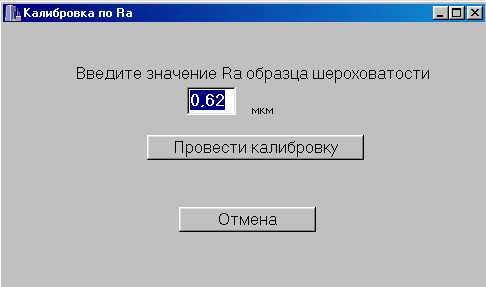 Калибровка по Ra
Введите значение Ra образца шероховатости
0,62 мкм
Провести калибровку
Отмена